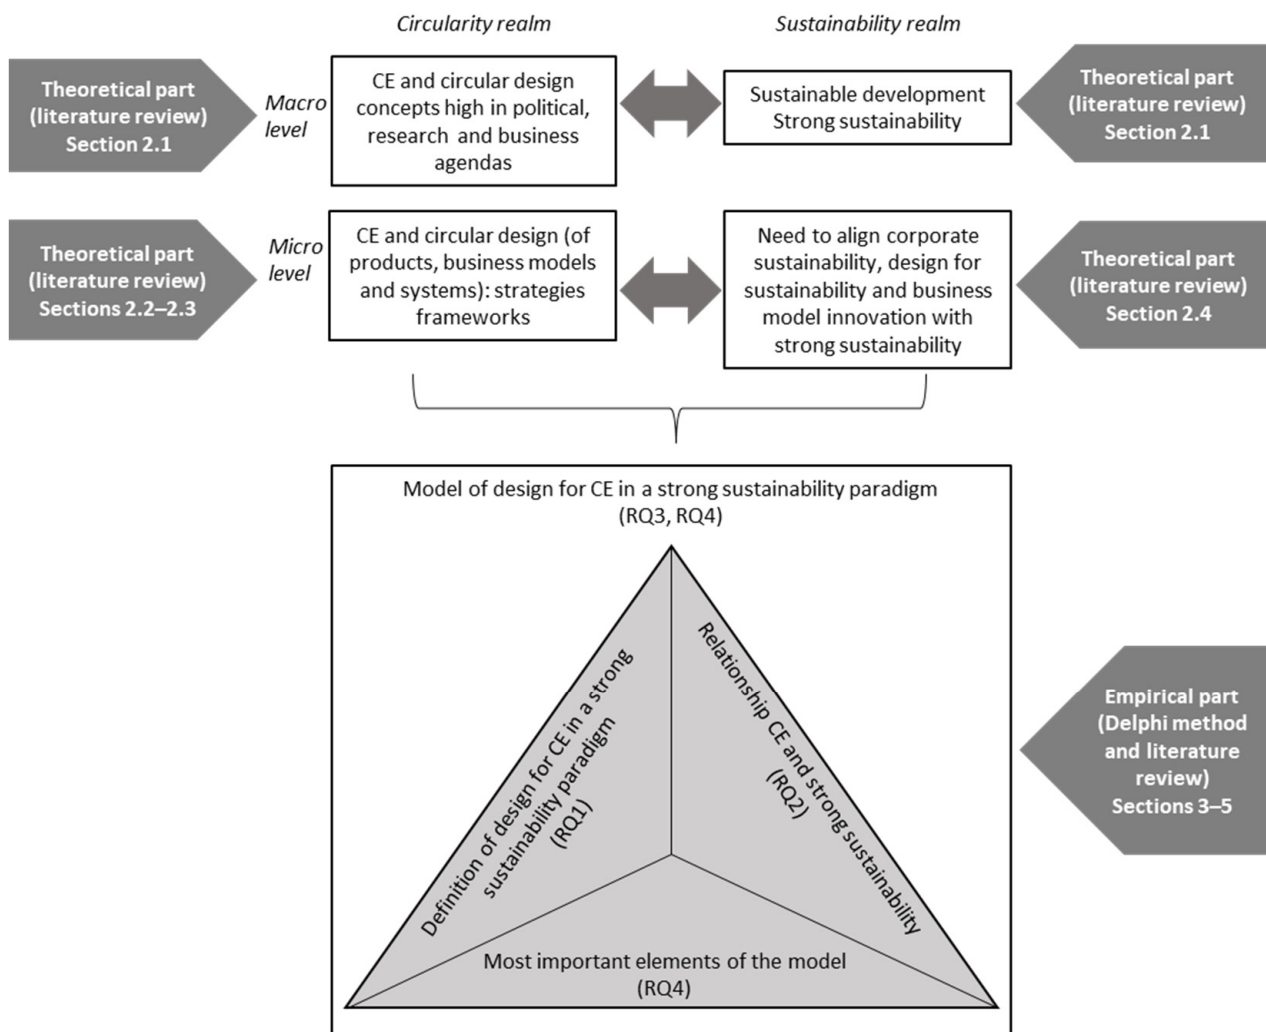 Circularity realm
Sustainability realm
Theoretical part
(literature review)
Section 2.1
Macro
level
CE and circular design
concepts high in political,
research and business
agendas
Sustainable development
Strong sustainability
Theoretical part
(literature review)
Section 2.1
Theoretical part
(literature review)
Sections 2.2–2.3
Micro
level
CE and circular design (of
products, business models
and systems): strategies
frameworks
Need to align corporate
sustainability, design for
sustainability and business
model innovation with
strong sustainability
Theoretical part
(literature review)
Section 2.4
Model of design for CE in a strong sustainability paradigm
(RQ3, RQ4)
Definition of design for CE in a strong
sustainability paradigm
(RQ1)
Relationship CE and strong sustainability
(RQ2)
Most important elements of the model
(RQ4)
Empirical part
(Delphi method
and literature
review)
Sections 3–5